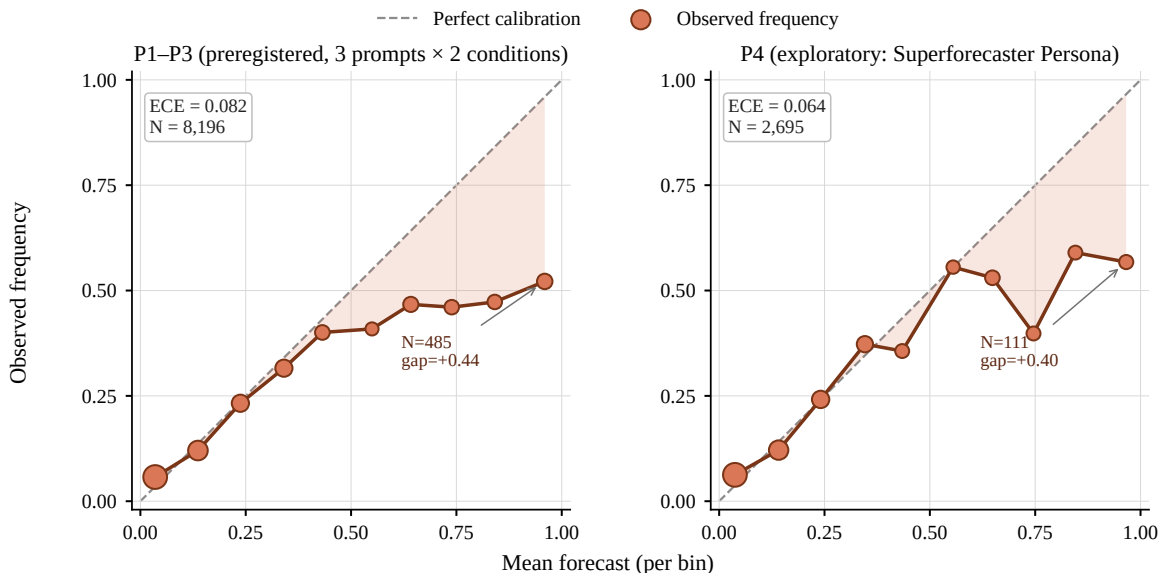 Perfect calibration
Observed frequency
P1–P3 (preregistered, 3 prompts × 2 conditions)
P4 (exploratory: Superforecaster Persona)
Observed frequency
1.00
0.75
0.50
0.25
0.00
ECE = 0.082
N = 8,196
N=485
gap=+0.44
0.00
0.25
0.50
0.75
1.00
1.00
0.75
0.50
0.25
0.00
ECE = 0.064
N = 2,695
N=111
gap=+0.40
0.00
0.25
0.50
0.75
1.00
Mean forecast (per bin)